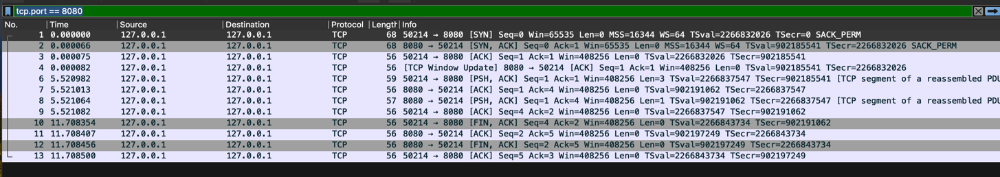 tcp.port == 8080
No. Time Source Destination Protocol Length Info
1 0.000000 127.0.0.1 127.0.0.1 TCP 68 50214 → 8080 [SYN] Seq=0 Win=65535 Len=0 MSS=16344 WS=64 TSval=2266832026 TSecr=0 SACK_PERM
2 0.000066 127.0.0.1 127.0.0.1 TCP 68 8080 → 50214 [SYN, ACK] Seq=0 Ack=1 Win=65535 Len=0 MSS=16344 WS=64 TSval=902185541 TSecr=2266832026 SACK_PERM
3 0.000075 127.0.0.1 127.0.0.1 TCP 56 50214 → 8080 [ACK] Seq=1 Ack=1 Win=408256 Len=0 TSval=2266832026 TSecr=902185541
4 0.000082 127.0.0.1 127.0.0.1 TCP 56 [TCP Window Update] 8080 → 50214 [ACK] Seq=1 Ack=1 Win=408256 Len=0 TSval=902185541 TSecr=2266832026
6 5.520982 127.0.0.1 127.0.0.1 TCP 59 50214 → 8080 [PSH, ACK] Seq=1 Ack=1 Win=408256 Len=3 TSval=2266837547 TSecr=902185541 [TCP segment of a reassembled PDU
7 5.521013 127.0.0.1 127.0.0.1 TCP 56 8080 → 50214 [ACK] Seq=1 Ack=4 Win=408256 Len=0 TSval=902191062 TSecr=2266837547
8 5.521064 127.0.0.1 127.0.0.1 TCP 57 8080 → 50214 [PSH, ACK] Seq=1 Ack=4 Win=408256 Len=1 TSval=902191062 TSecr=2266837547 [TCP segment of a reassembled PDU
9 5.521082 127.0.0.1 127.0.0.1 TCP 56 50214 → 8080 [ACK] Seq=4 Ack=2 Win=408256 Len=0 TSval=2266837547 TSecr=902191062
10 11.708354 127.0.0.1 127.0.0.1 TCP 56 50214 → 8080 [FIN, ACK] Seq=4 Ack=2 Win=408256 Len=0 TSval=2266843734 TSecr=902191062
11 11.708407 127.0.0.1 127.0.0.1 TCP 56 8080 → 50214 [ACK] Seq=2 Ack=5 Win=408256 Len=0 TSval=902197249 TSecr=2266843734
12 11.708456 127.0.0.1 127.0.0.1 TCP 56 8080 → 50214 [FIN, ACK] Seq=2 Ack=5 Win=408256 Len=0 TSval=902197249 TSecr=2266843734
13 11.708500 127.0.0.1 127.0.0.1 TCP 56 50214 → 8080 [ACK] Seq=5 Ack=3 Win=408256 Len=0 TSval=2266843734 TSecr=902197249